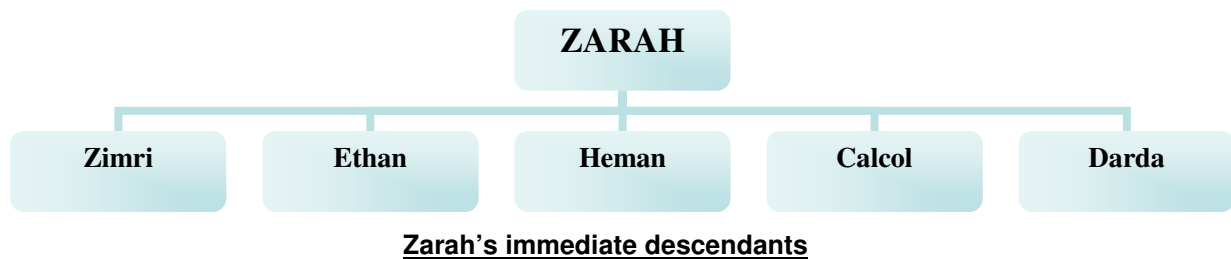 ZARAH
Zimri Ethan Heman Calcol Darda
Zarah’s immediate descendants